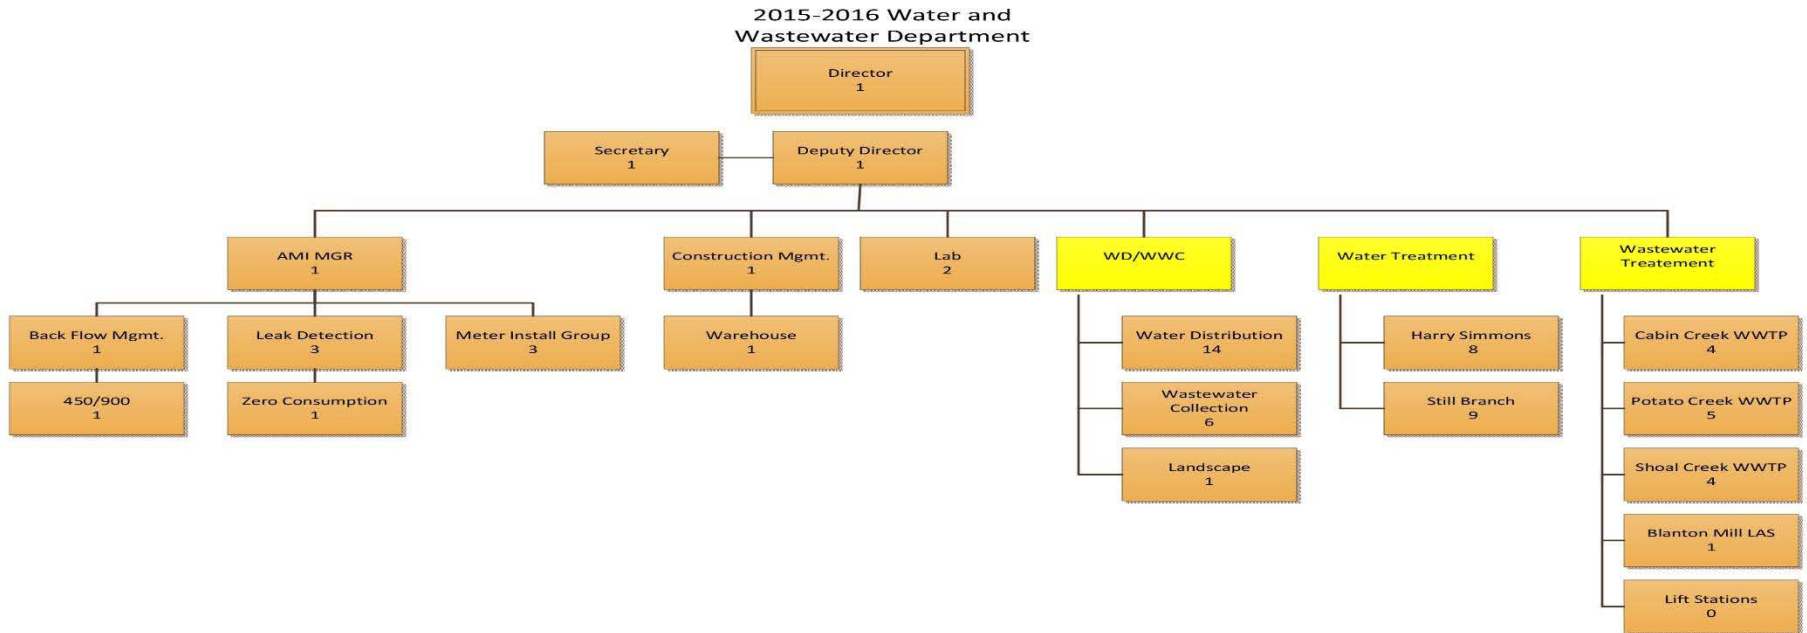 2015-2016 Water and
Wastewater Department
Director
1
Secretary
1
Deputy Director
1
AMI MGR
1
Construction Mgmt.
1
Lab
2
WD/WWC
Water Treatment
Wastewater
Treatement
Back Flow Mgmt.
1
Leak Detection
3
Meter Install Group
3
Warehouse
1
Water Distribution
14
Harry Simmons
8
Cabin Creek WWTP
4
450/900
1
Zero Consumption
1
Wastewater
Collection
6
Still Branch
9
Potato Creek WWTP
5
Landscape
1
Shoal Creek WWTP
4
Blanton Mill LAS
1
Lift Stations
0